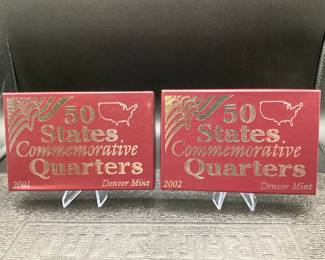 50
States
Commemorative
Quarters
2001 Denver Mint
50
States
Commemorative
Quarters
2002 Denver Mint